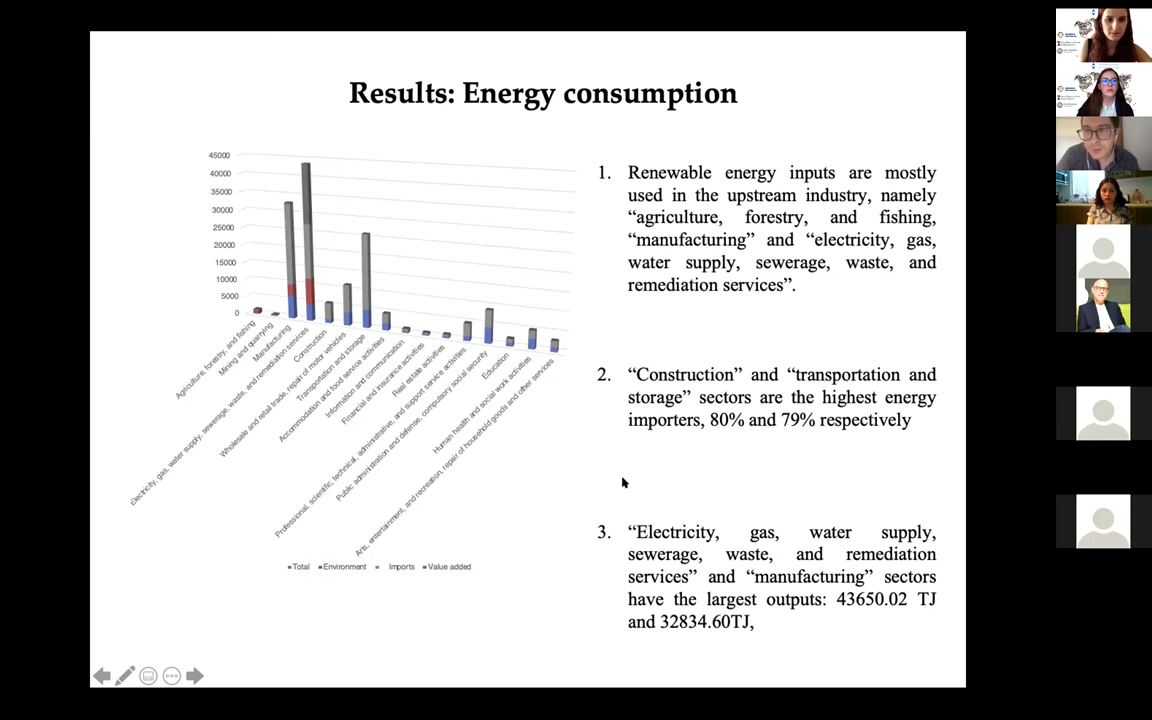 Results: Energy consumption
45000
40000
35000
30000
25000
20000
15000
10000
5000
0
Agriculture, forestry, and fishing
Mining and quarrying
Manufacturing
Electricity, gas, water supply, sewerage, waste, and remediation services
Construction
Wholesale and retail trade, repair of motor vehicles
Transportation and storage
Accommodation and food service activities
Information and communication
Financial and insurance activities
Real estate activities
Professional, scientific, technical, administrative, and support service activities
Public administration and defense, compulsory social security
Education
Human health and social work activities
Arts, entertainment, and recreation, repair of household goods and other services
Total Environment Imports Value added
1. Renewable energy inputs are mostly
used in the upstream industry, namely
“agriculture, forestry, and fishing,
“manufacturing” and “electricity, gas,
water supply, sewerage, waste, and
remediation services”.
2. “Construction” and “transportation and
storage” sectors are the highest energy
importers, 80% and 79% respectively
3. “Electricity, gas, water supply,
sewerage, waste, and remediation
services” and “manufacturing” sectors
have the largest outputs: 43650.02 TJ
and 32834.60TJ,